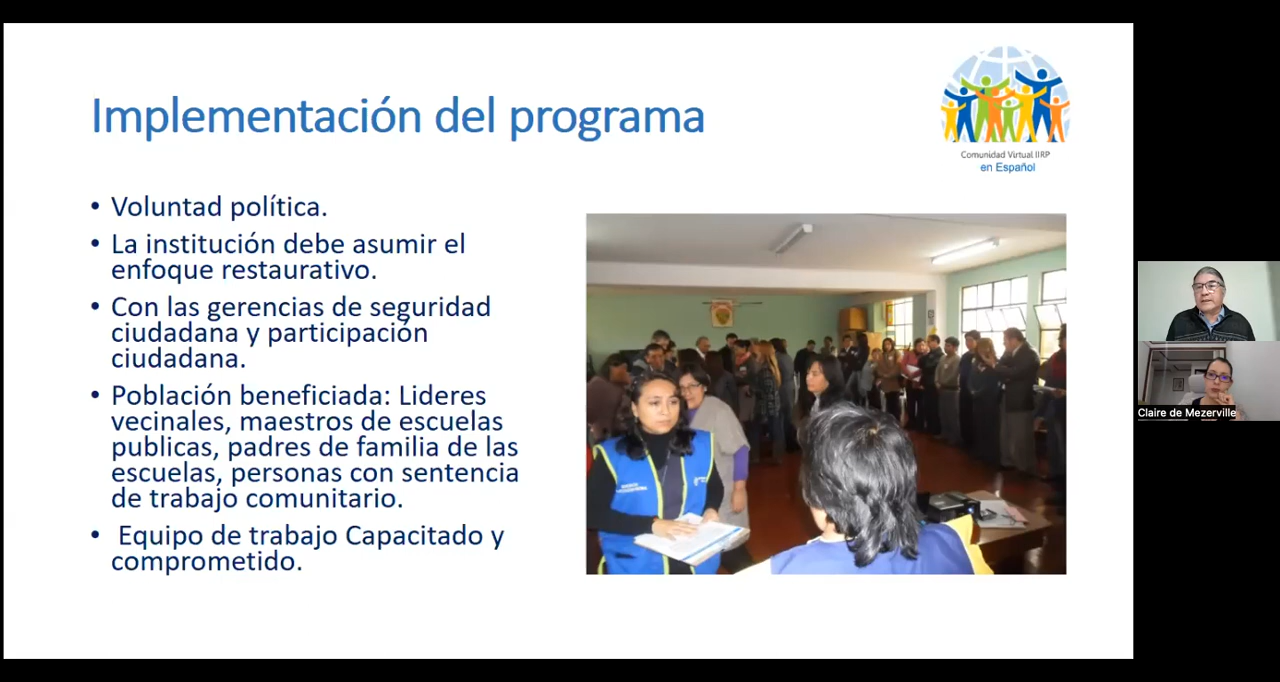 Implementación del programa
Comunidad Virtual IIRP
en Español
• Voluntad política.
• La institución debe asumir el
enfoque restaurativo.
• Con las gerencias de seguridad
ciudadana y participación
ciudadana.
• Población beneficiada: Lideres
vecinales, maestros de escuelas
publicas, padres de familia de las
escuelas, personas con sentencia
de trabajo comunitario.
• Equipo de trabajo Capacitado y
comprometido.
Claire de Mezerville